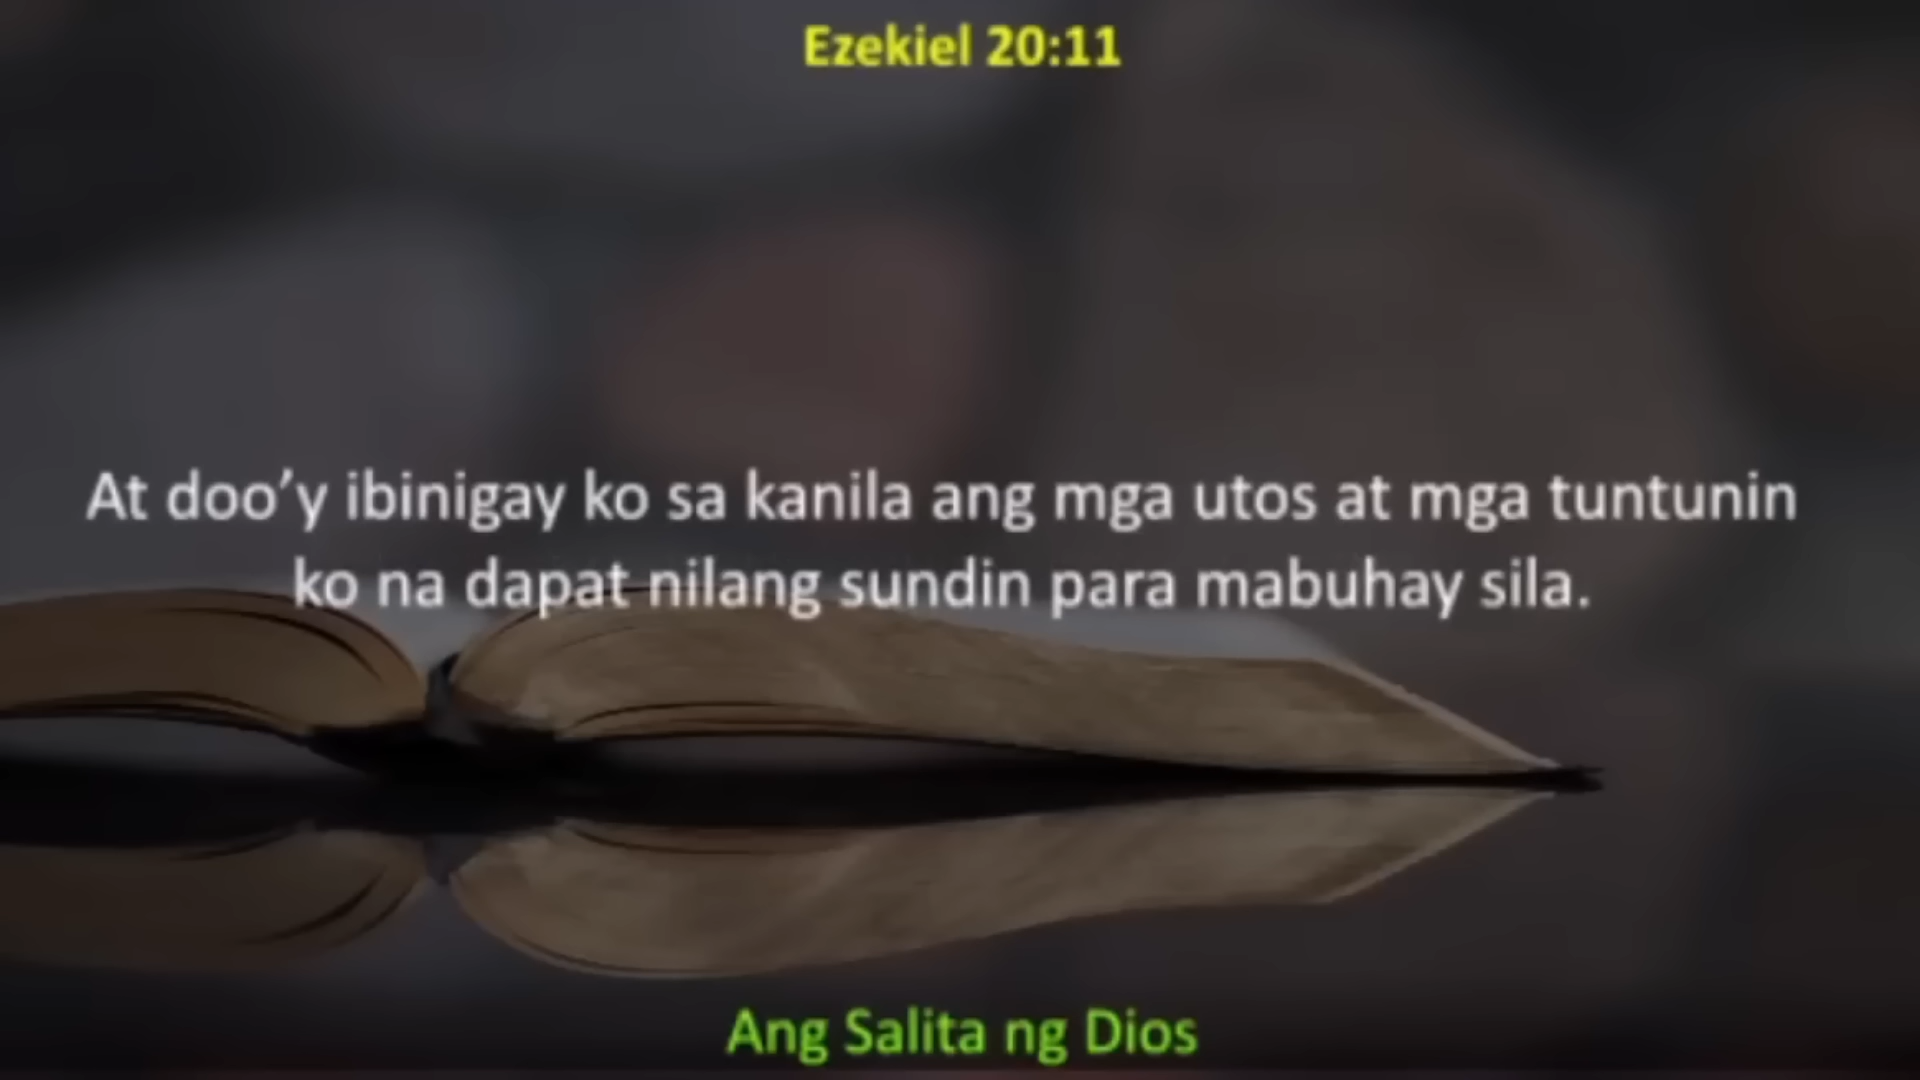 Ezekiel 20:11
At doo’y ibinigay ko sa kanila ang mga utos at mga tuntunin
ko na dapat nilang sundin para mabuhay sila.
Ang Salita ng Dios